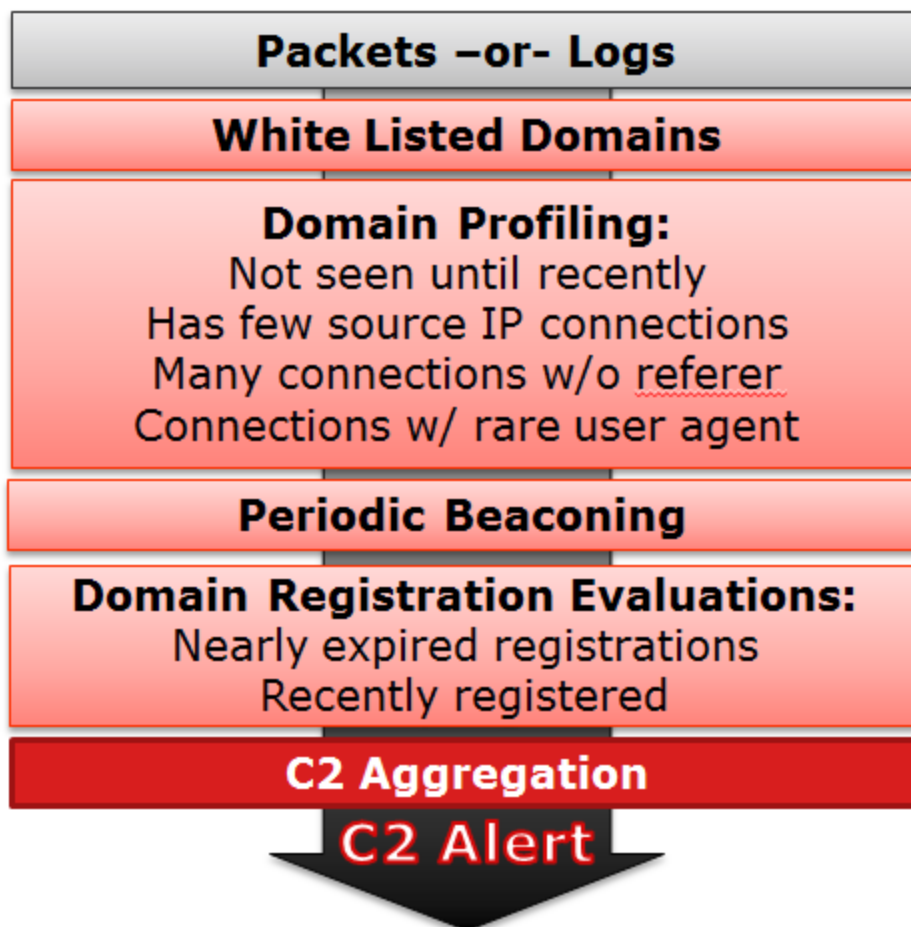 Packets –or- Logs
White Listed Domains
Domain Profiling:
Not seen until recently
Has few source IP connections
Many connections w/o referer
Connections w/ rare user agent
Periodic Beaconing
Domain Registration Evaluations:
Nearly expired registrations
Recently registered
C2 Aggregation
C2 Alert